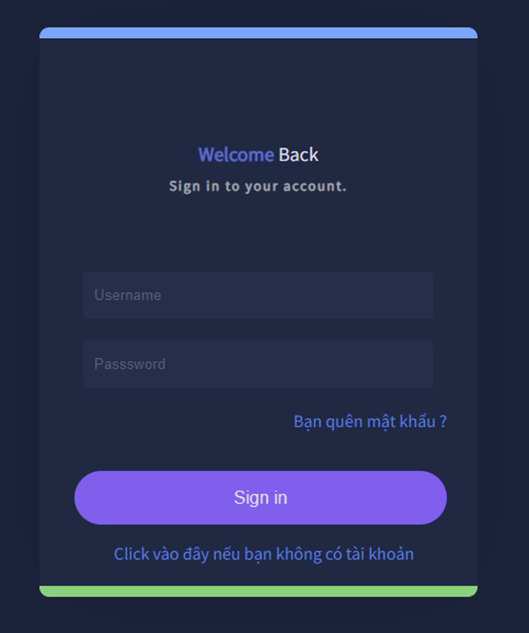 Welcome Back
Sign in to your account.
Username
Passsword
Bạn quên mật khẩu ?
Sign in
Click vào đây nếu bạn không có tài khoản